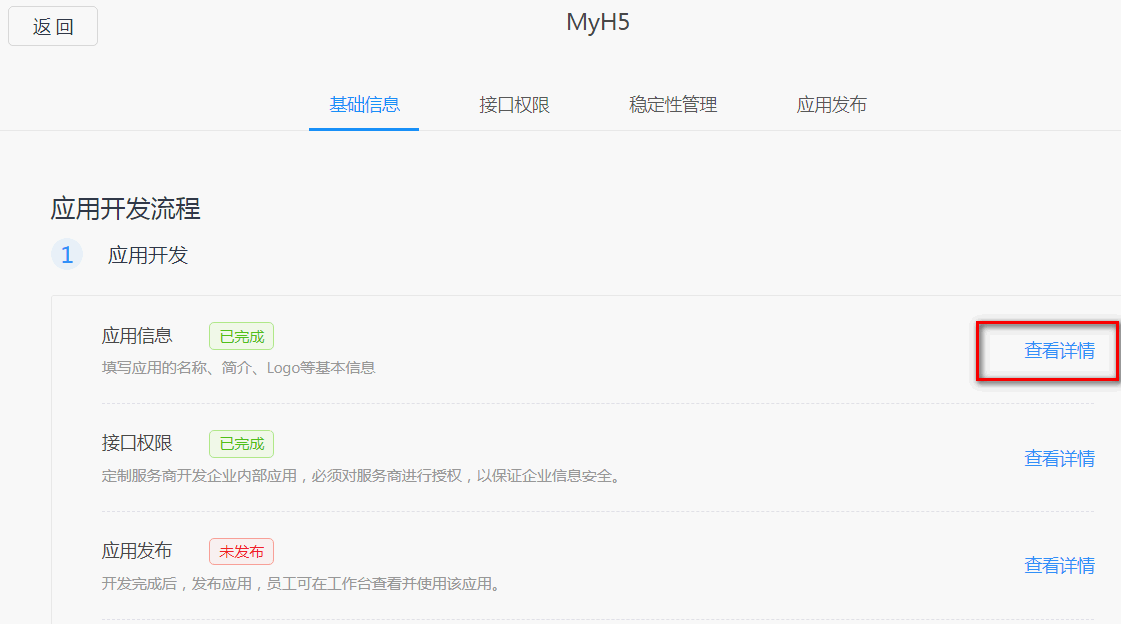 返 回
MyH5
基础信息
接口权限
稳定性管理
应用发布
应用开发流程
1 应用开发
应用信息 已完成
填写应用的名称、简介、Logo等基本信息
查看详情
接口权限 已完成
定制服务商开发企业内部应用，必须对服务商进行授权，以保证企业信息安全。
查看详情
应用发布 未发布
开发完成后，发布应用，员工可在工作台查看并使用该应用。
查看详情